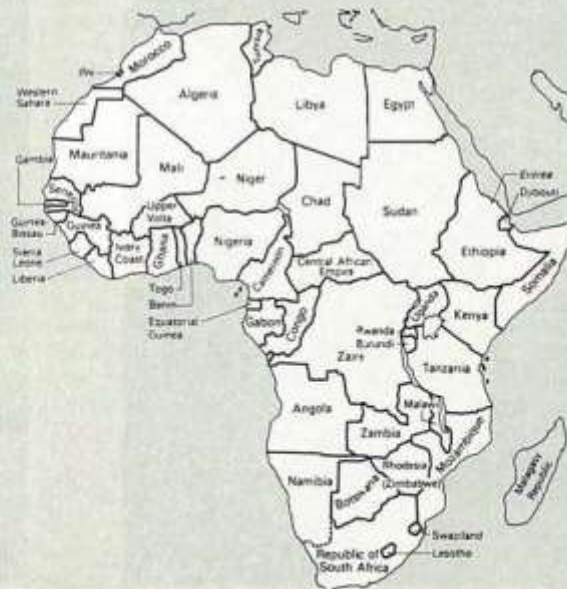 Tunisia
Morocco
Ifni
Western
Sahara
Algeria
Libya
Egypt
Mauritania
Mali
Niger
Chad
Sudan
Eritrea
Djibouti
Gambia
Upper
Volta
Guinea
Bissau
Guinea
Sierra
Leone
Liberia
Ivory
Coast
Ghana
Togo
Benin
Nigeria
Cameroon
Central African
Empire
Ethiopia
Somalia
Equatorial
Guinea
Gabon
Congo
Uganda
Kenya
Rwanda
Burundi
Zaire
Tanzania
Angola
Malawi
Zambia
Mozambique
Rhodesia
(Zimbabwe)
Namibia
Botswana
Malagasy
Republic
Swaziland
Lesotho
Republic of
South Africa